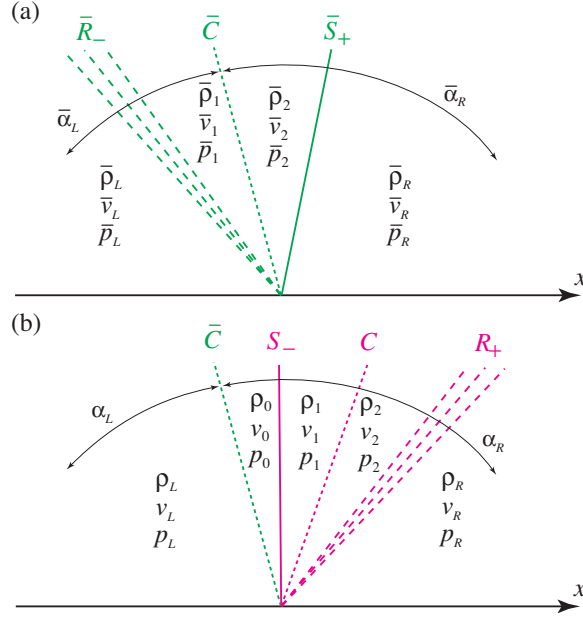 (a)
R̄₋ C̄ S̄₊
ᾱ_L ρ̄₁ ρ̄₂ ᾱ_R
v̄₁ v̄₂
p̄₁ p̄₂
ρ̄_L ρ̄_R
v̄_L v̄_R
p̄_L p̄_R
x
(b)
C̄ S₋ C R₊
α_L ρ₀ ρ₁ ρ₂ α_R
v₀ v₁ v₂
p₀ p₁ p₂
ρ_L ρ_R
v_L v_R
p_L p_R
x